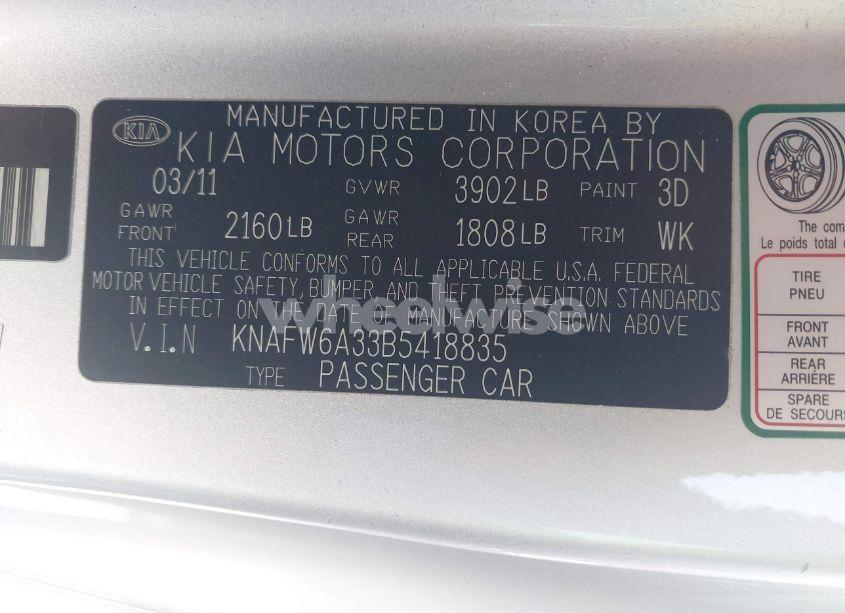 MANUFACTURED IN KOREA BY
KIA KIA MOTORS CORPORATION
03/11 GVWR 3902LB PAINT 3D
GAWR FRONT 2160LB GAWR REAR 1808LB TRIM WK
THIS VEHICLE CONFORMS TO ALL APPLICABLE U.S.A. FEDERAL
MOTOR VEHICLE SAFETY, BUMPER AND THEFT PREVENTION STANDARDS
IN EFFECT ON THE DATE OF MANUFACTURE SHOWN ABOVE
wheelwise
V.I.N KNAFW6A33B5418835
TYPE PASSENGER CAR
The com
Le poids total
TIRE
PNEU
FRONT
AVANT
REAR
ARRIÈRE
SPARE
DE SECOURS